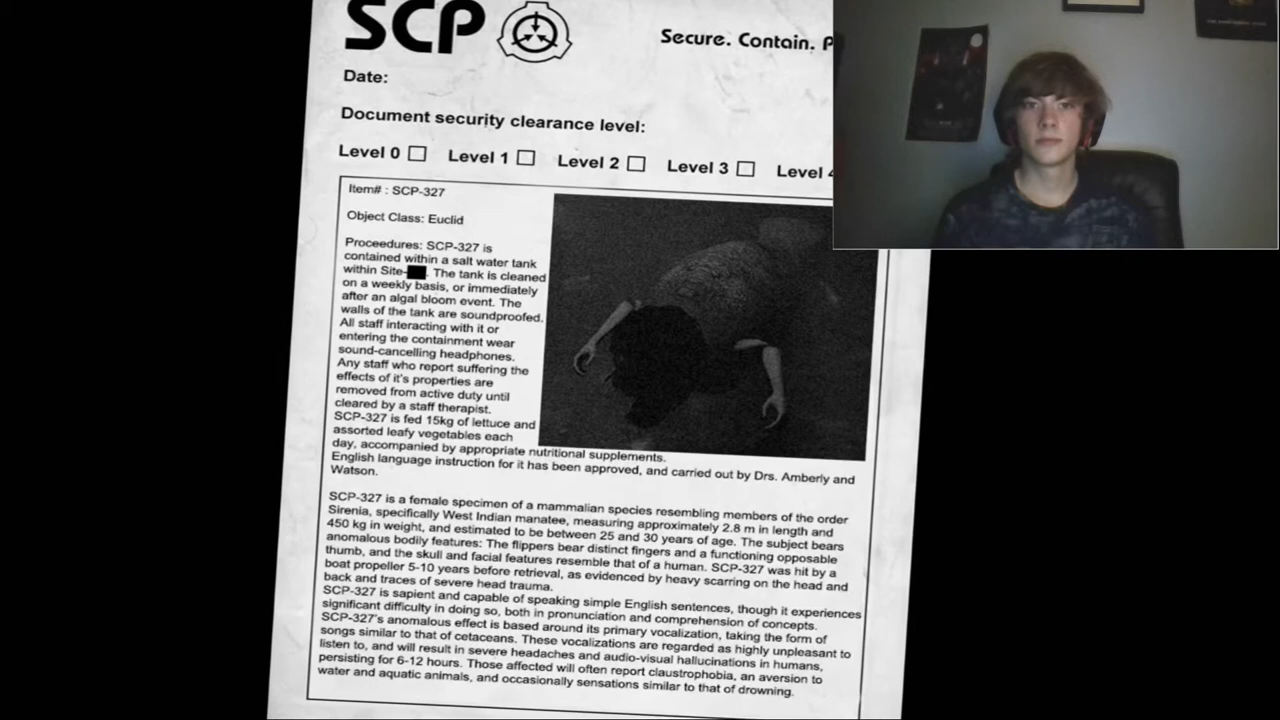 SCP
Secure. Contain. P
Date:
Document security clearance level:
Level 0 Level 1 Level 2 Level 3 Level 4
Item# : SCP-327
Object Class: Euclid
Proceedures: SCP-327 is
contained within a salt water tank
within Site-. The tank is cleaned
on a weekly basis, or immediately
after an algal bloom event. The
walls of the tank are soundproofed.
All staff interacting with it or
entering the containment wear
sound-cancelling headphones.
Any staff who report suffering the
effects of it's properties are
removed from active duty until
cleared by a staff therapist.
SCP-327 is fed 15kg of lettuce and
assorted leafy vegetables each
day, accompanied by appropriate nutritional supplements.
English language instruction for it has been approved, and carried out by Drs. Amberly and
Watson.
SCP-327 is a female specimen of a mammalian species resembling members of the order
Sirenia, specifically West Indian manatee, measuring approximately 2.8 m in length and
450 kg in weight, and estimated to be between 25 and 30 years of age. The subject bears
anomalous bodily features: The flippers bear distinct fingers and a functioning opposable
thumb, and the skull and facial features resemble that of a human. SCP-327 was hit by a
boat propeller 5-10 years before retrieval, as evidenced by heavy scarring on the head and
back and traces of severe head trauma.
SCP-327 is sapient and capable of speaking simple English sentences, though it experiences
significant difficulty in doing so, both in pronunciation and comprehension of concepts.
SCP-327's anomalous effect is based around its primary vocalization, taking the form of
songs similar to that of cetaceans. These vocalizations are regarded as highly unpleasant to
listen to, and will result in severe headaches and audio-visual hallucinations in humans,
persisting for 6-12 hours. Those affected will often report claustrophobia, an aversion to
water and aquatic animals, and occasionally sensations similar to that of drowning.